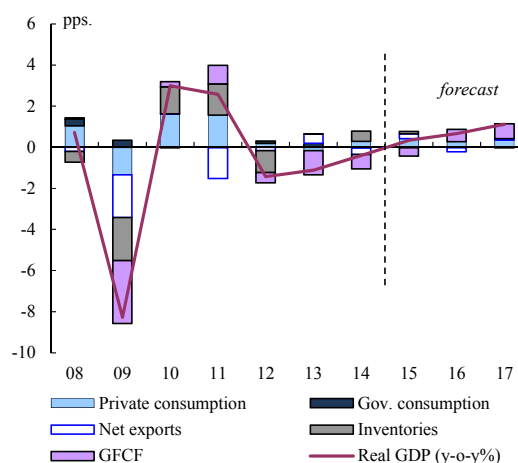 pps.
6
4
2
0
-2
-4
-6
-8
-10
forecast
08 09 10 11 12 13 14 15 16 17
Private consumption Gov. consumption
Net exports Inventories
GFCF Real GDP (y-o-y%)